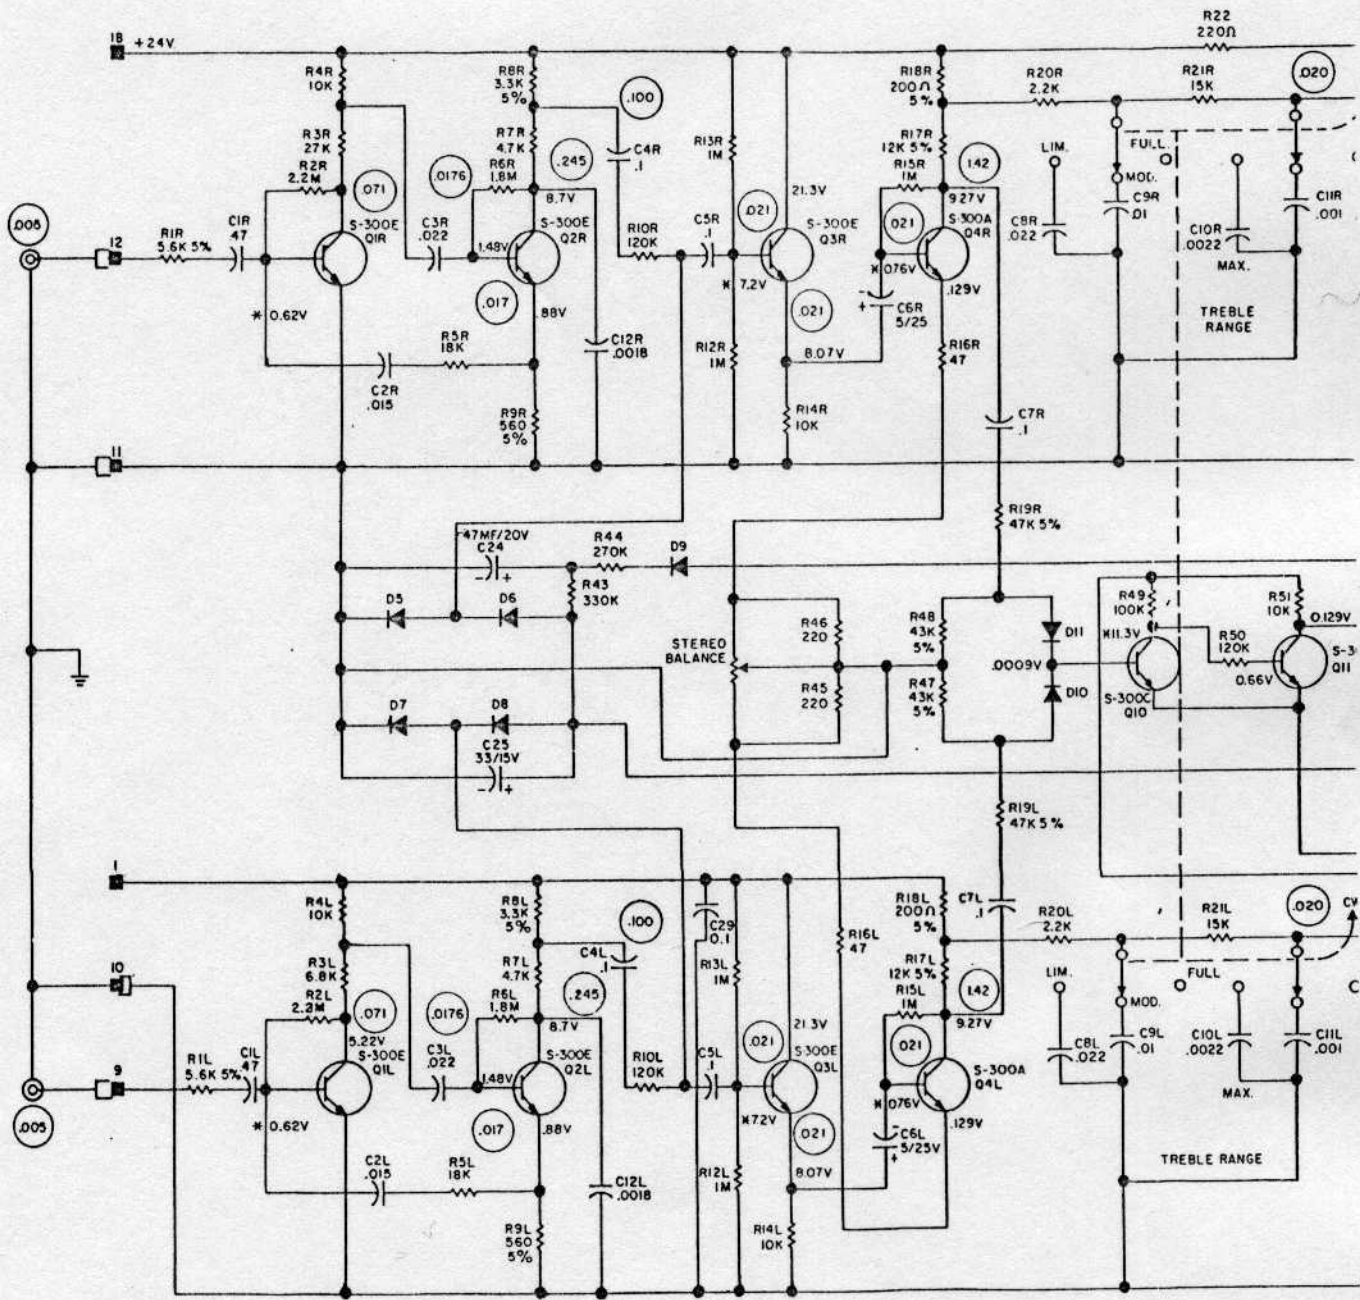 18 +24V
R22
220Ω
R4R
10K
R8R
3.3K
5%
.100
R18R
200Ω
5%
R20R
2.2K
R21R
15K
.020
R3R
27K
R2R
2.2M
.071
R7R
4.7K
R6R
1.8M
.0176
.245
8.7V
C4R
.1
R13R
1M
R17R
12K 5%
R15R
1M
1.42
9.27V
LIM.
FULL
MOD.
C9R
.01
C11R
.001
.005
12
R1R
5.6K 5%
C1R
.47
S-300E
Q1R
C3R
.022
1.48V
S-300E
Q2R
R10R
120K
C5R
.1
.021
21.3V
S-300E
Q3R
.021
S-300A
Q4R
C8R
.022
C10R
.0022
MAX.
* 0.62V
.017
.88V
* 7.2V
.021
* .076V
.129V
C6R
5/25
TREBLE
RANGE
R5R
18K
C2R
.015
C12R
.0018
R12R
1M
8.07V
R16R
47
R9R
560
5%
R14R
10K
C7R
.1
11
R19R
47K 5%
47MF/20V
C24
- +
R44
270K
D9
R43
330K
D5
D6
STEREO
BALANCE
R46
220
R48
43K
5%
D11
R49
100K
*11.3V
R51
10K
0.129V
R50
120K
.0009V
S-3
Q11
0.66V
D7
D8
R45
220
R47
43K
5%
D10
S-300C
Q10
C25
33/15V
- +
R19L
47K 5%
1
R4L
10K
R8L
3.3K
5%
.100
C29
0.1
R18L
200Ω
5%
C7L
.1
R20L
2.2K
R21L
15K
.020
CW
R3L
6.8K
R2L
2.2M
.071
5.22V
R7L
4.7K
R6L
1.8M
.0176
.245
8.7V
C4L
.1
R13L
1M
R16L
47
R17L
12K 5%
R15L
1M
1.42
9.27V
LIM.
FULL
MOD.
10
9
R1L
5.6K 5%
C1L
.47
S-300E
Q1L
C3L
.022
1.48V
S-300E
Q2L
R10L
120K
C5L
.1
.021
21.3V
S-300E
Q3L
.021
S-300A
Q4L
C8L
.022
C9L
.01
C10L
.0022
C11L
.001
MAX.
.005
* 0.62V
.017
.88V
*7.2V
.021
* .076V
.129V
C6L
5/25V
C2L
.015
R5L
18K
C12L
.0018
R12L
1M
8.07V
TREBLE RANGE
R9L
560
5%
R14L
10K